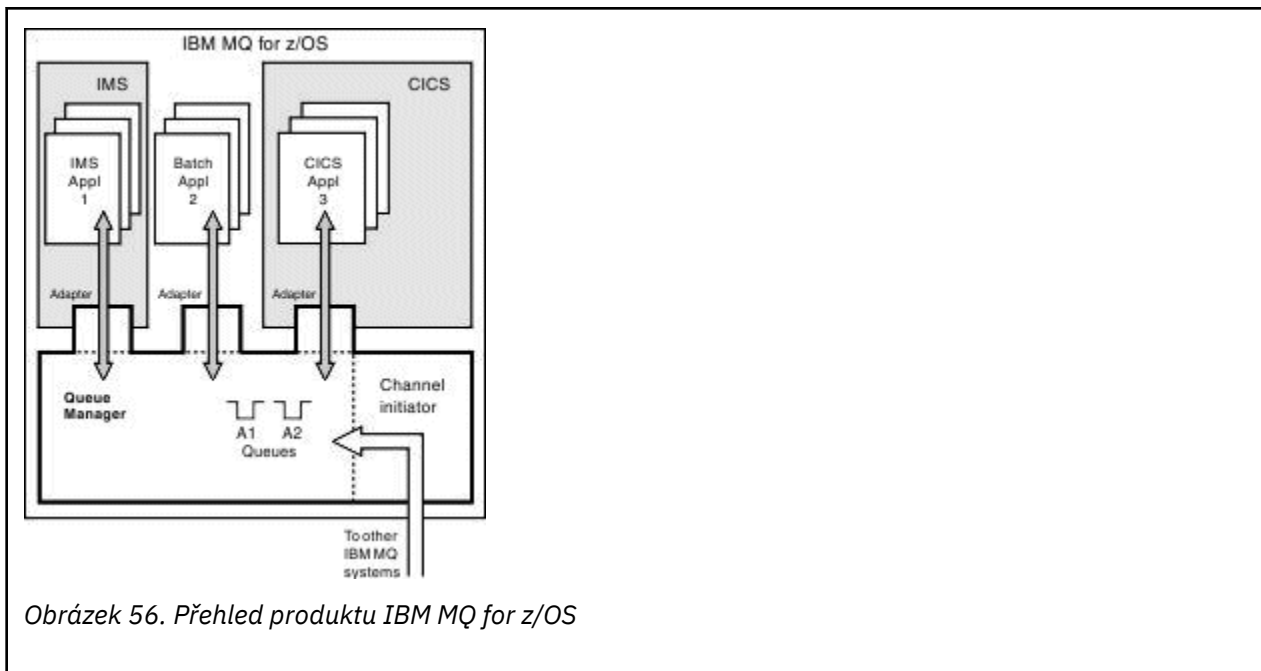 IBM MQ for z/OS
IMS
CICS
IMS
Appl
1
Batch
Appl
2
CICS
Appl
3
Adapter
Adapter
Adapter
Queue
Manager
Channel
initiator
A1
A2
Queues
To other
IBM MQ
systems
Obrázek 56. Přehled produktu IBM MQ for z/OS